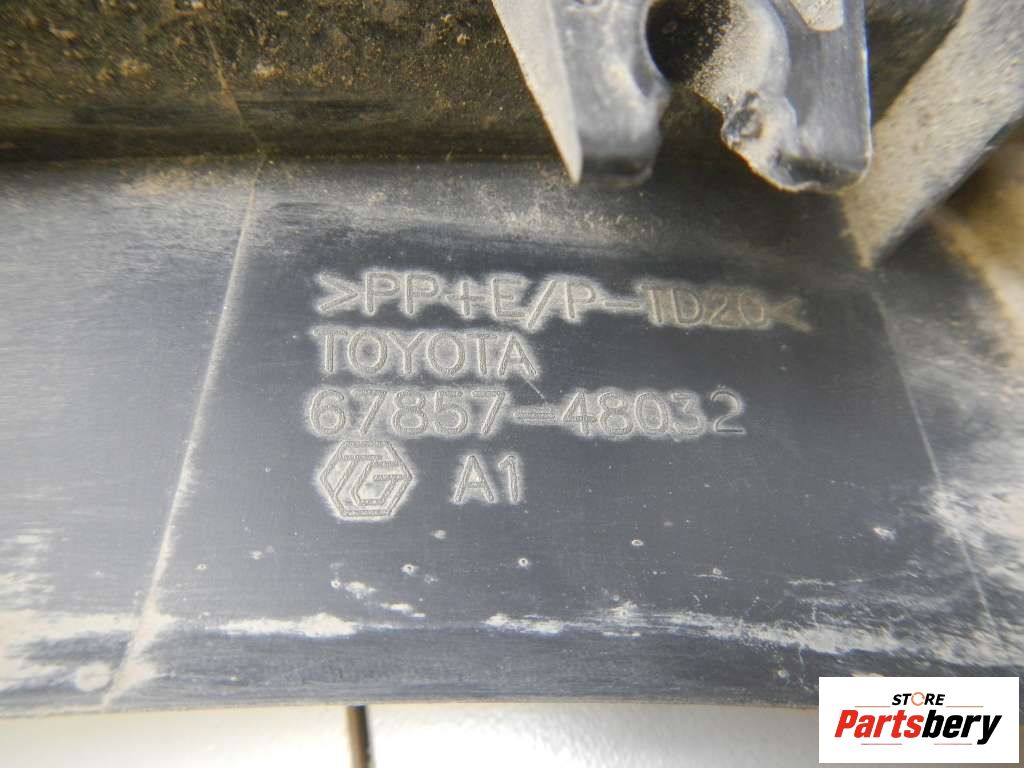 >PP+E/P-TD20<
TOYOTA
67857-48032
A1
STORE
Partsbery